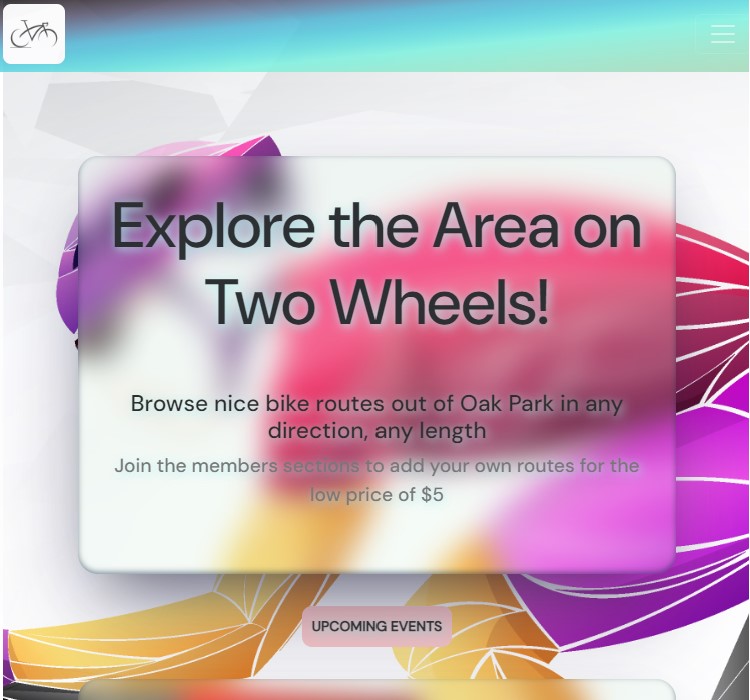 Explore the Area on
Two Wheels!
Browse nice bike routes out of Oak Park in any
direction, any length
Join the members sections to add your own routes for the
low price of $5
UPCOMING EVENTS